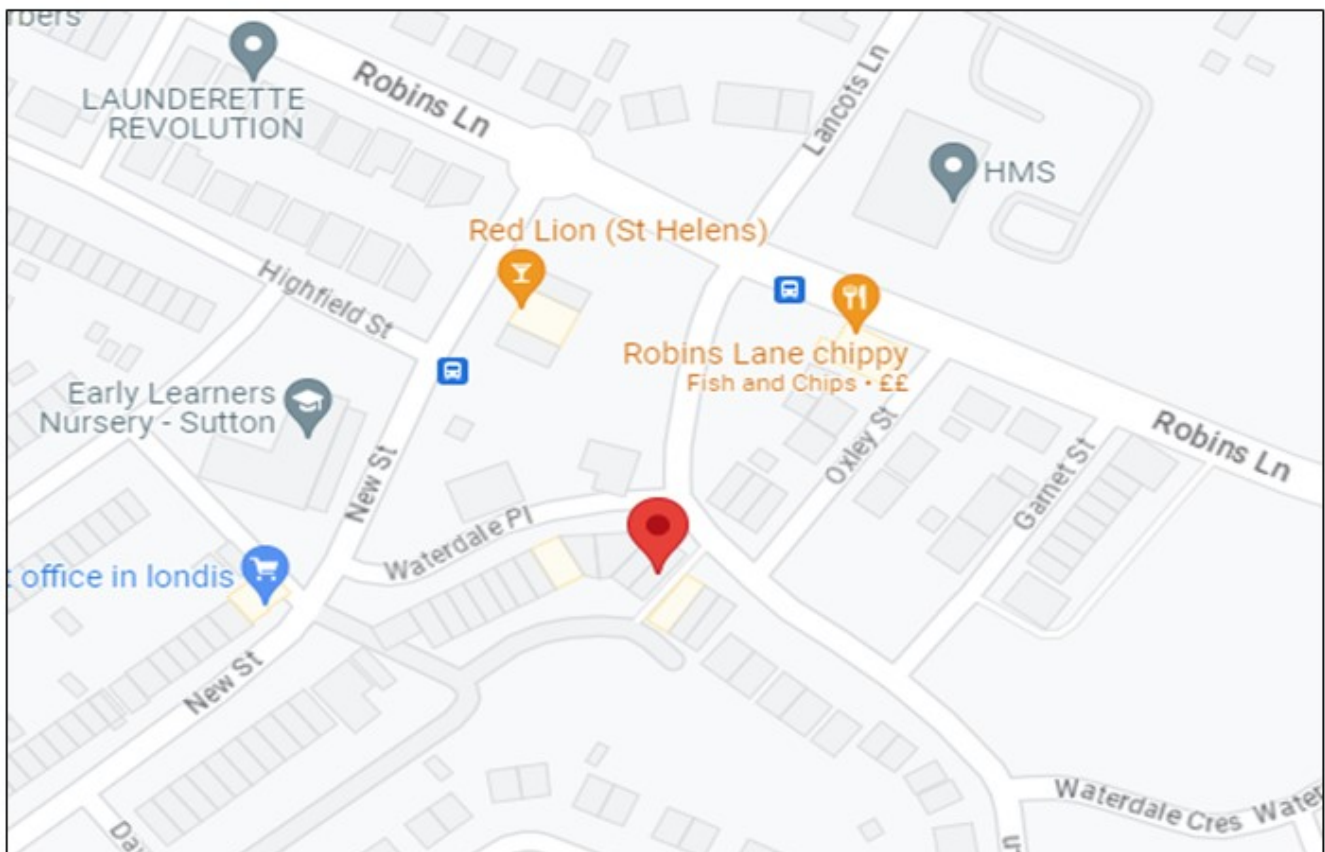 rbers
LAUNDERETTE
REVOLUTION
Robins Ln
Lancots Ln
HMS
Red Lion (St Helens)
Highfield St
Robins Lane chippy
Fish and Chips • ££
Early Learners
Nursery - Sutton
New St
Oxley St
Robins Ln
Garnet St
Waterdale Pl
t office in londis
New St
Waterdale Cres
Water
Da